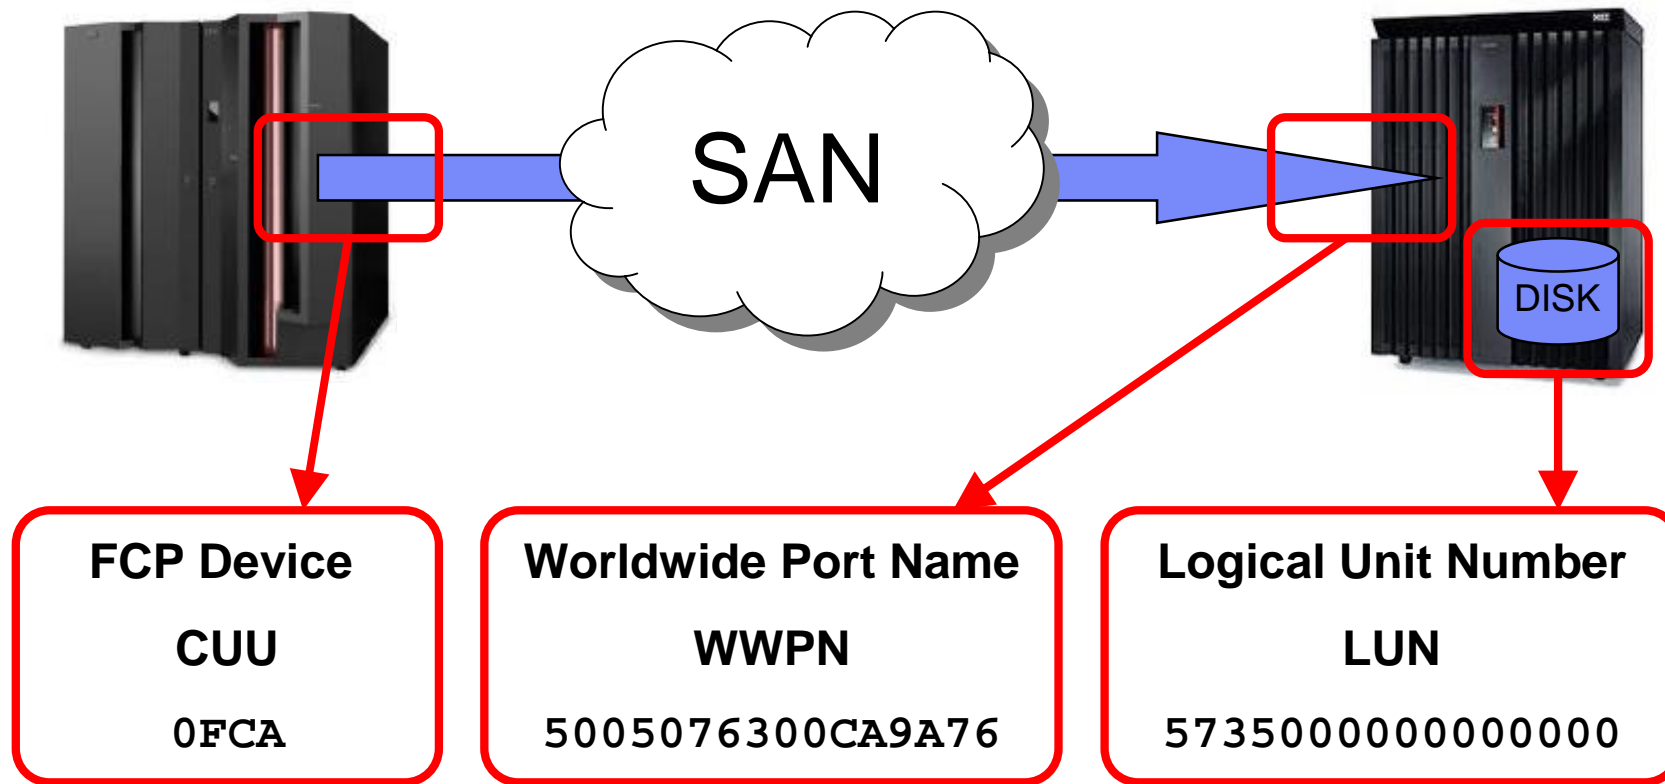 SAN
DISK
FCP Device
CUU
0FCA
Worldwide Port Name
WWPN
5005076300CA9A76
Logical Unit Number
LUN
5735000000000000